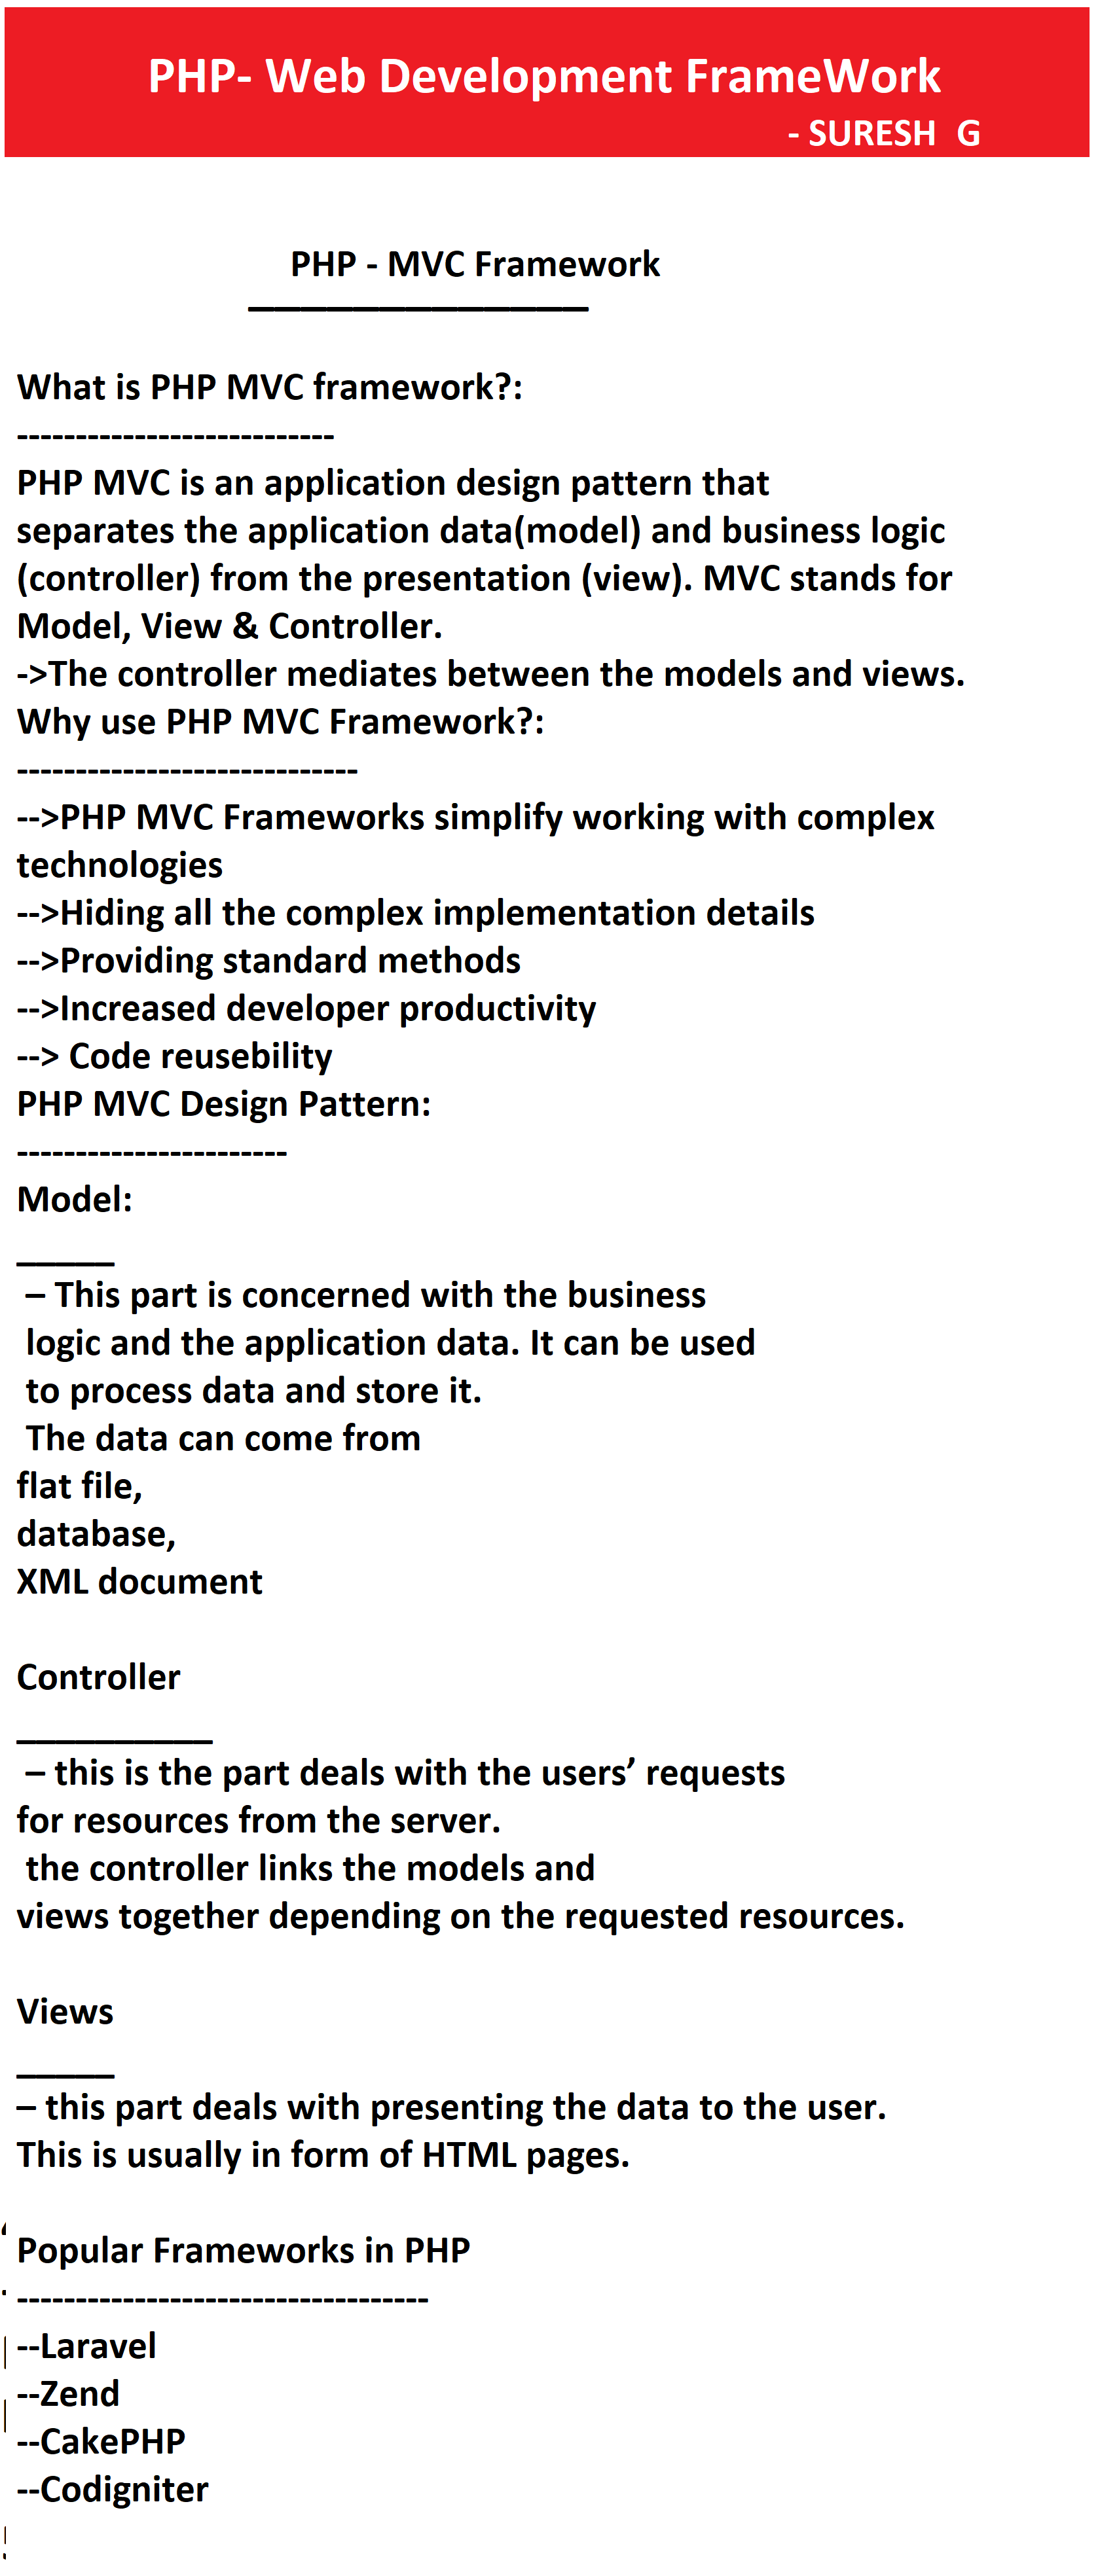 PHP- Web Development FrameWork
- SURESH  G
PHP - MVC Framework
_______________
What is PHP MVC framework?:
---------------------------
PHP MVC is an application design pattern that
separates the application data(model) and business logic
(controller) from the presentation (view). MVC stands for
Model, View & Controller.
->The controller mediates between the models and views.
Why use PHP MVC Framework?:
-----------------------------
-->PHP MVC Frameworks simplify working with complex
technologies
-->Hiding all the complex implementation details
-->Providing standard methods
-->Increased developer productivity
--> Code reusebility
PHP MVC Design Pattern:
-----------------------
Model:
_____
– This part is concerned with the business
logic and the application data. It can be used
to process data and store it.
The data can come from
flat file,
database,
XML document
Controller
__________
– this is the part deals with the users’ requests
for resources from the server.
the controller links the models and
views together depending on the requested resources.
Views
_____
– this part deals with presenting the data to the user.
This is usually in form of HTML pages.
Popular Frameworks in PHP
-----------------------------------
--Laravel
--Zend
--CakePHP
--Codigniter